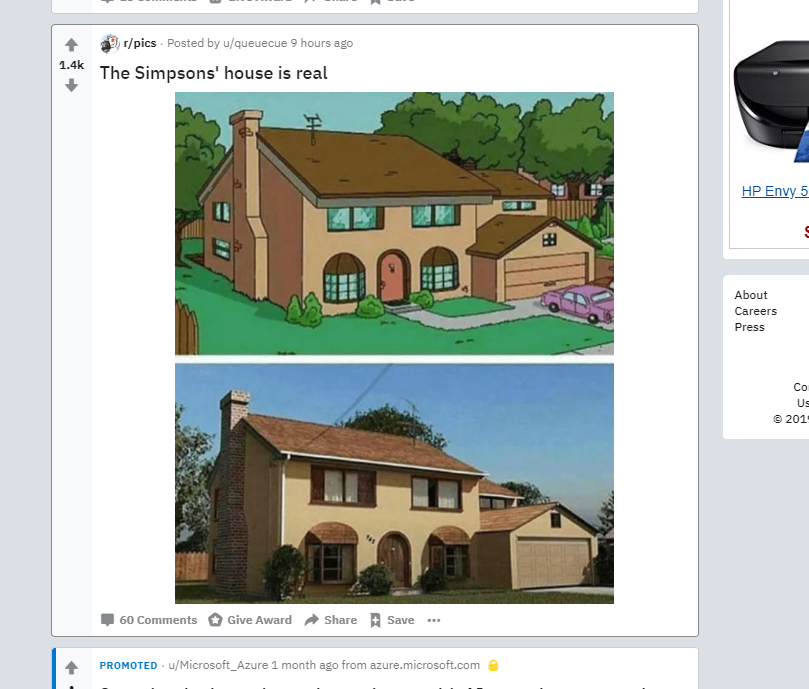 r/pics · Posted by u/queuecue 9 hours ago
1.4k
The Simpsons' house is real
60 Comments Give Award Share Save ···
PROMOTED · u/Microsoft_Azure 1 month ago from azure.microsoft.com
HP Envy 5
$
About
Careers
Press
Co
Us
© 2019